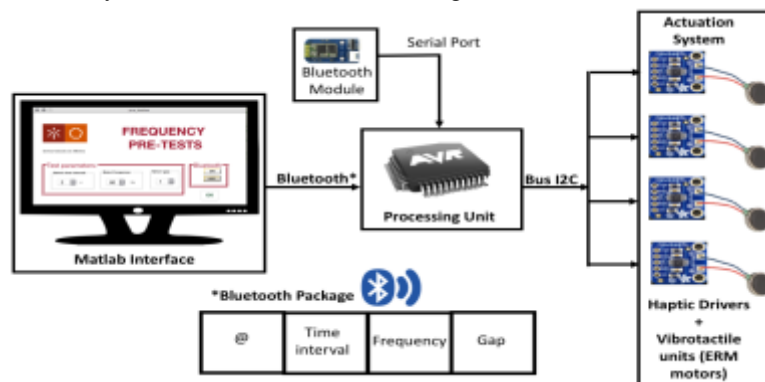 Actuation
System
Serial Port
Bluetooth
Module
FREQUENCY
PRE-TESTS
AVR
Bluetooth*
Bus I2C
Processing Unit
Matlab Interface
*Bluetooth Package
@
Time
interval
Frequency
Gap
Haptic Drivers
+
Vibrotactile
units (ERM
motors)